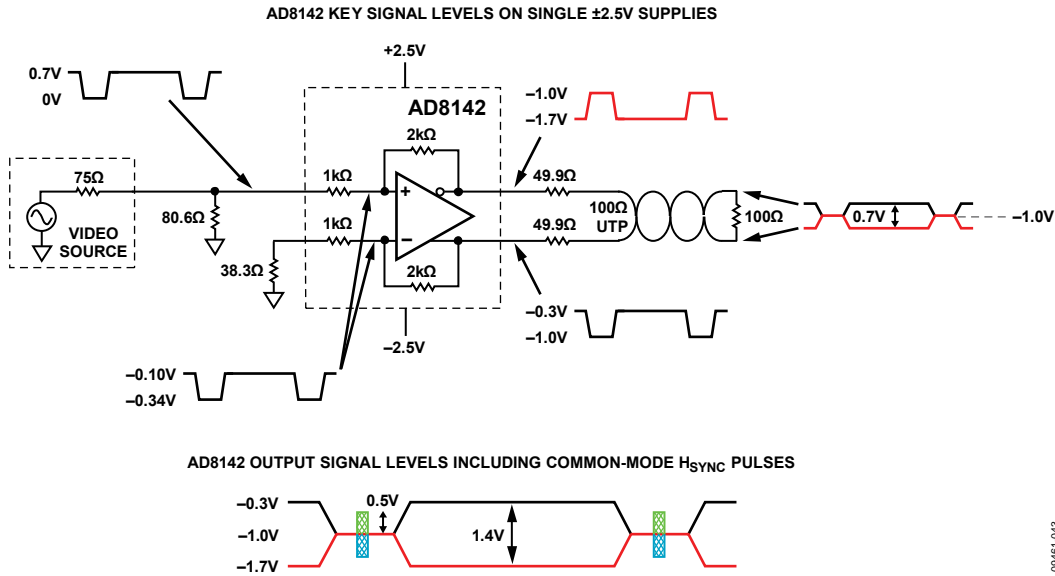 AD8142 KEY SIGNAL LEVELS ON SINGLE ±2.5V SUPPLIES
+2.5V
0.7V
0V
AD8142
–1.0V
–1.7V
2kΩ
75Ω
1kΩ
49.9Ω
80.6Ω
VIDEO
SOURCE
1kΩ
100Ω
UTP
49.9Ω
100Ω
0.7V
–1.0V
38.3Ω
2kΩ
–2.5V
–0.3V
–1.0V
–0.10V
–0.34V
AD8142 OUTPUT SIGNAL LEVELS INCLUDING COMMON-MODE HSYNC PULSES
–0.3V
0.5V
–1.0V
1.4V
–1.7V
09461-043